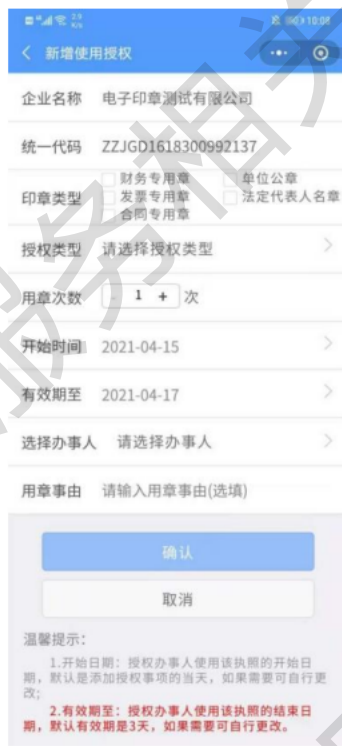 10:08
新增使用授权
企业名称 电子印章测试有限公司
统一代码 ZZJGD1618300992137
印章类型 财务专用章 单位公章
发票专用章 法定代表人名章
合同专用章
授权类型 请选择授权类型
用章次数 - 1 + 次
开始时间 2021-04-15
有效期至 2021-04-17
选择办事人 请选择办事人
用章事由 请输入用章事由(选填)
确认
取消
温馨提示:
1.开始日期：授权办事人使用该执照的开始日
期，默认是添加授权事项的当天，如果需要可自行更
改;
2.有效期至：授权办事人使用该执照的结束日
期，默认有效期是3天，如果需要可自行更改。
服务相关